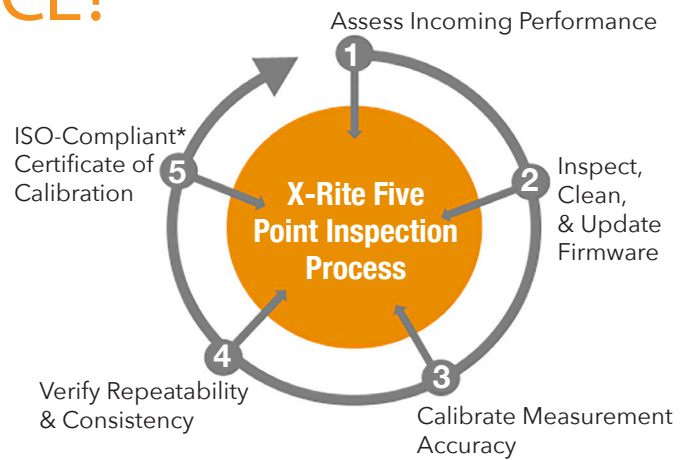 1
Assess Incoming Performance
2
Inspect,
Clean,
& Update
Firmware
3
Calibrate Measurement
Accuracy
4
Verify Repeatability
& Consistency
5
ISO-Compliant*
Certificate of
Calibration
X-Rite Five
Point Inspection
Process